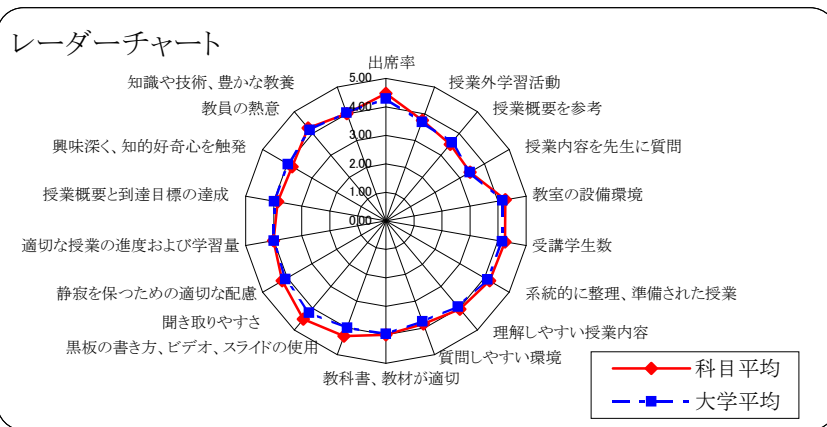 レーダーチャート
出席率
授業外学習活動
授業概要を参考
授業内容を先生に質問
教室の設備環境
受講学生数
系統的に整理、準備された授業
理解しやすい授業内容
質問しやすい環境
教科書、教材が適切
黒板の書き方、ビデオ、スライドの使用
聞き取りやすさ
静寂を保つための適切な配慮
適切な授業の進度および学習量
授業概要と到達目標の達成
興味深く、知的好奇心を触発
教員の熱意
知識や技術、豊かな教養
5.00
4.00
3.00
2.00
1.00
0.00
科目平均
大学平均